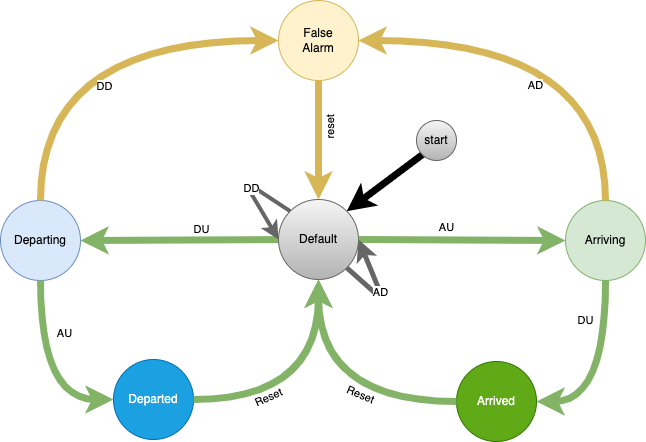 False
Alarm
DD
AD
reset
start
DD
Departing
DU
Default
AU
Arriving
AD
AU
DU
Departed
Reset
Reset
Arrived